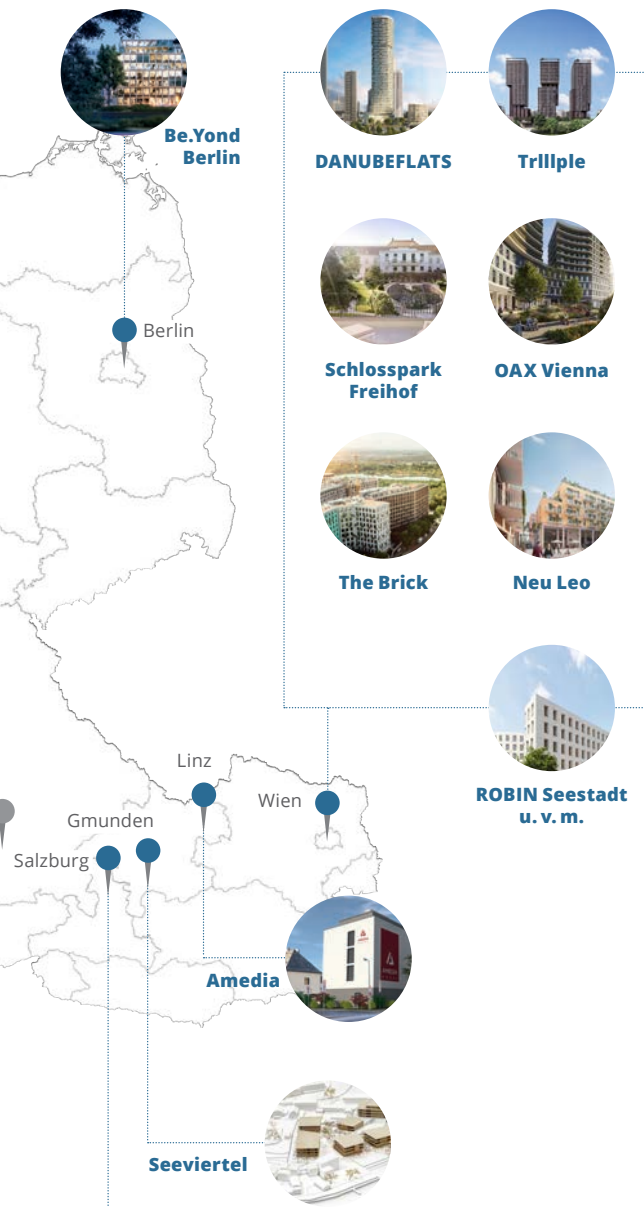 Be.Yond
Berlin
DANUBEFLATS
TrIIIple
Berlin
Schlosspark
Freihof
OAX Vienna
The Brick
Neu Leo
Linz
Wien
Gmunden
Salzburg
ROBIN Seestadt
u. v. m.
Amedia
Seeviertel